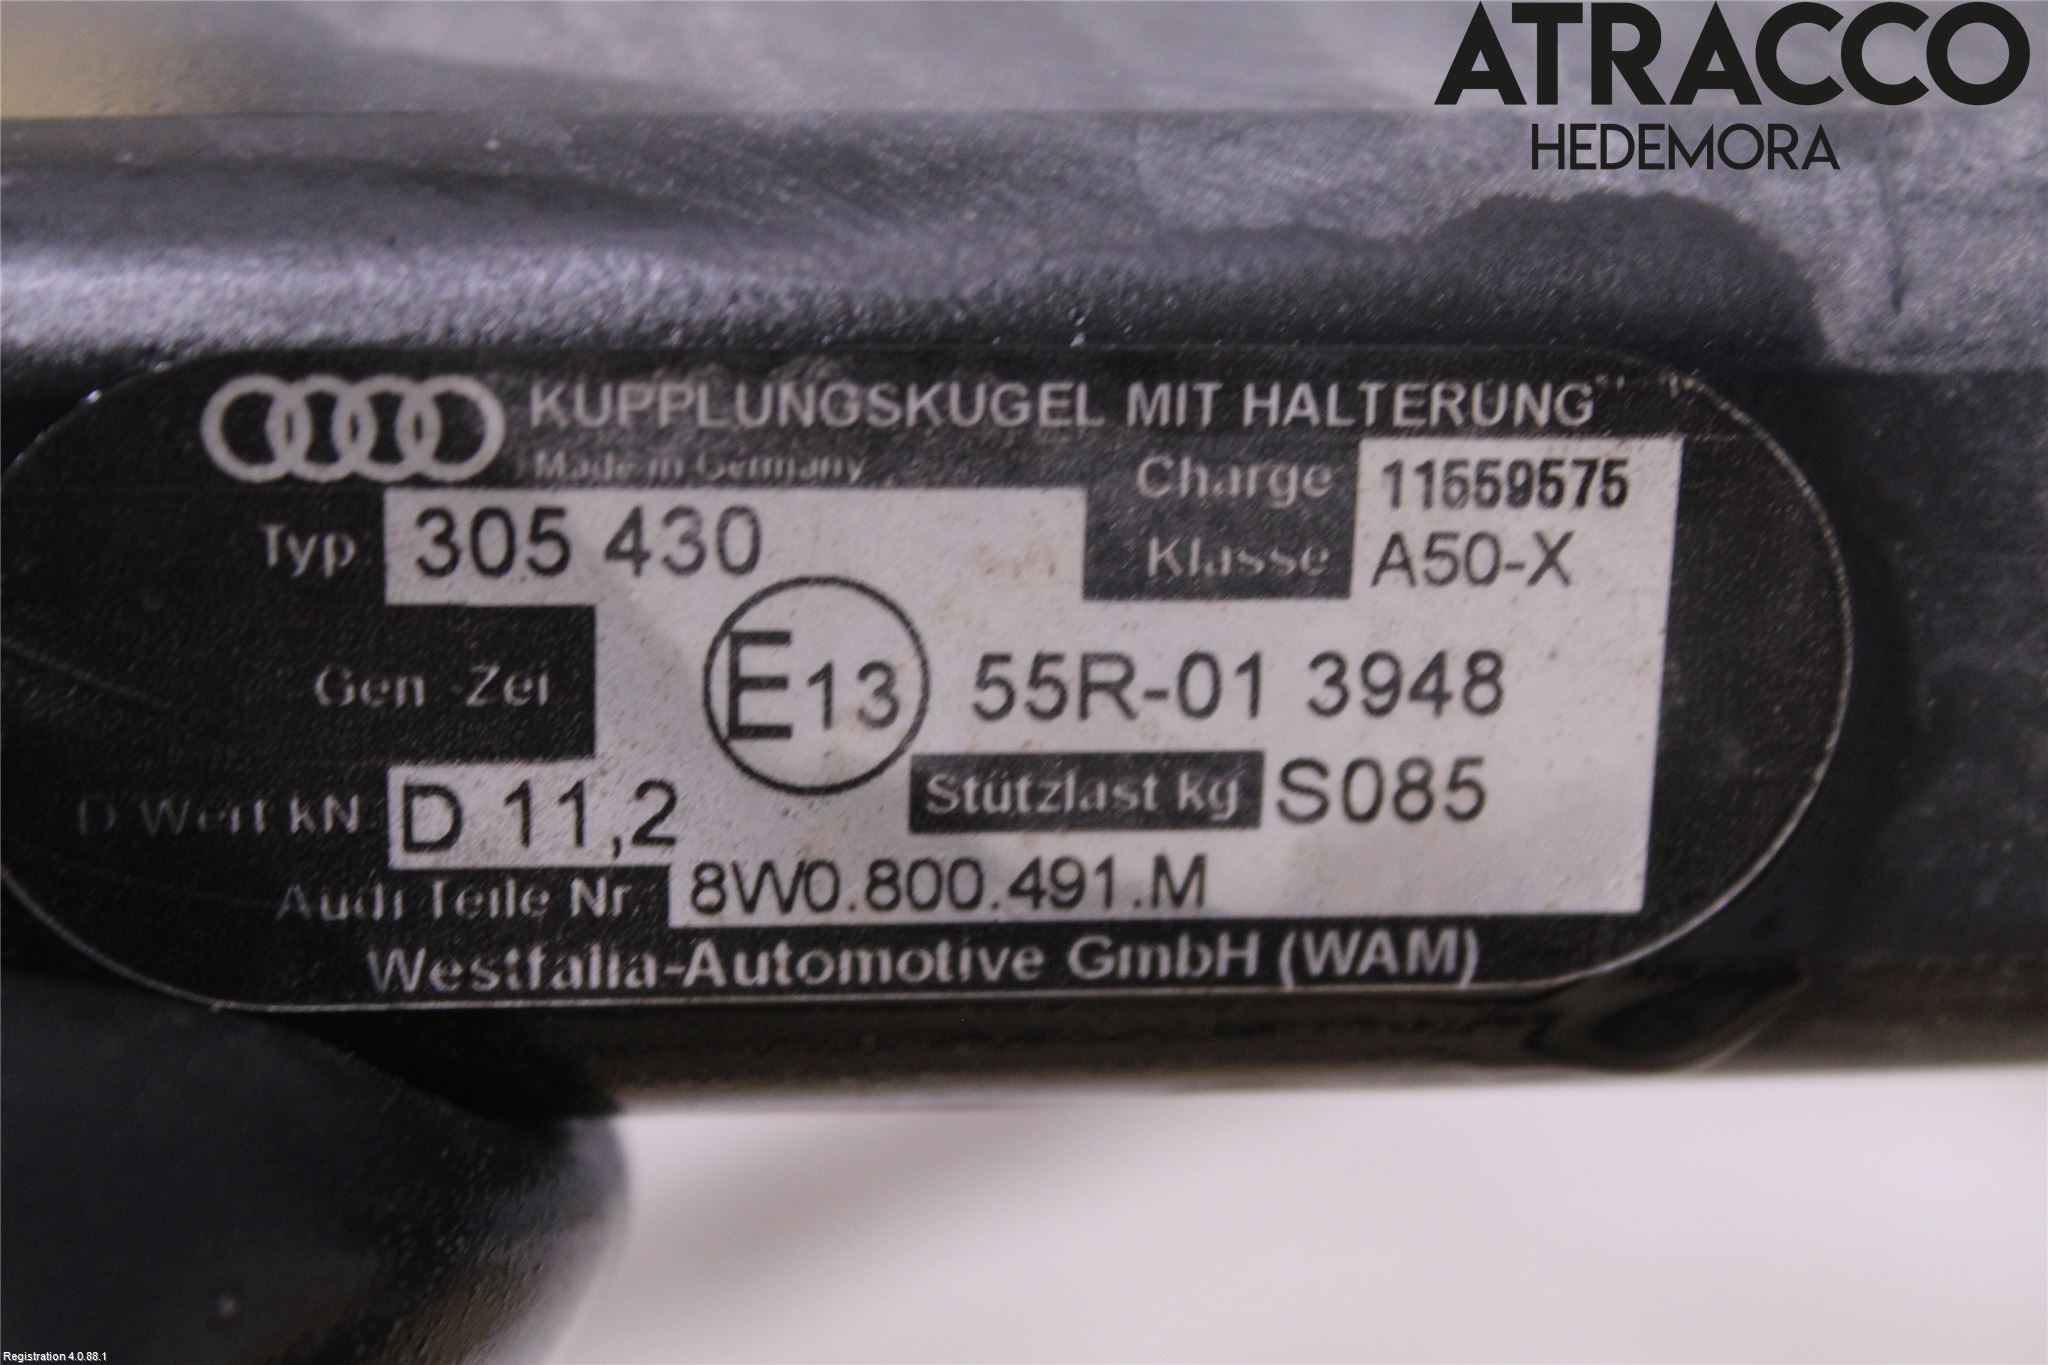 ATRACCO
HEDEMORA
KUPPLUNGSKUGEL MIT HALTERUNG
Made in Germany
Charge 11559575
Typ 305 430
Klasse A50-X
Gen -Zei E13 55R-01 3948
D Wert kN D 11,2
Stützlast kg S085
Audi Teile Nr. 8W0.800.491.M
Westfalia-Automotive GmbH (WAM)
Registration 4.0.88.1